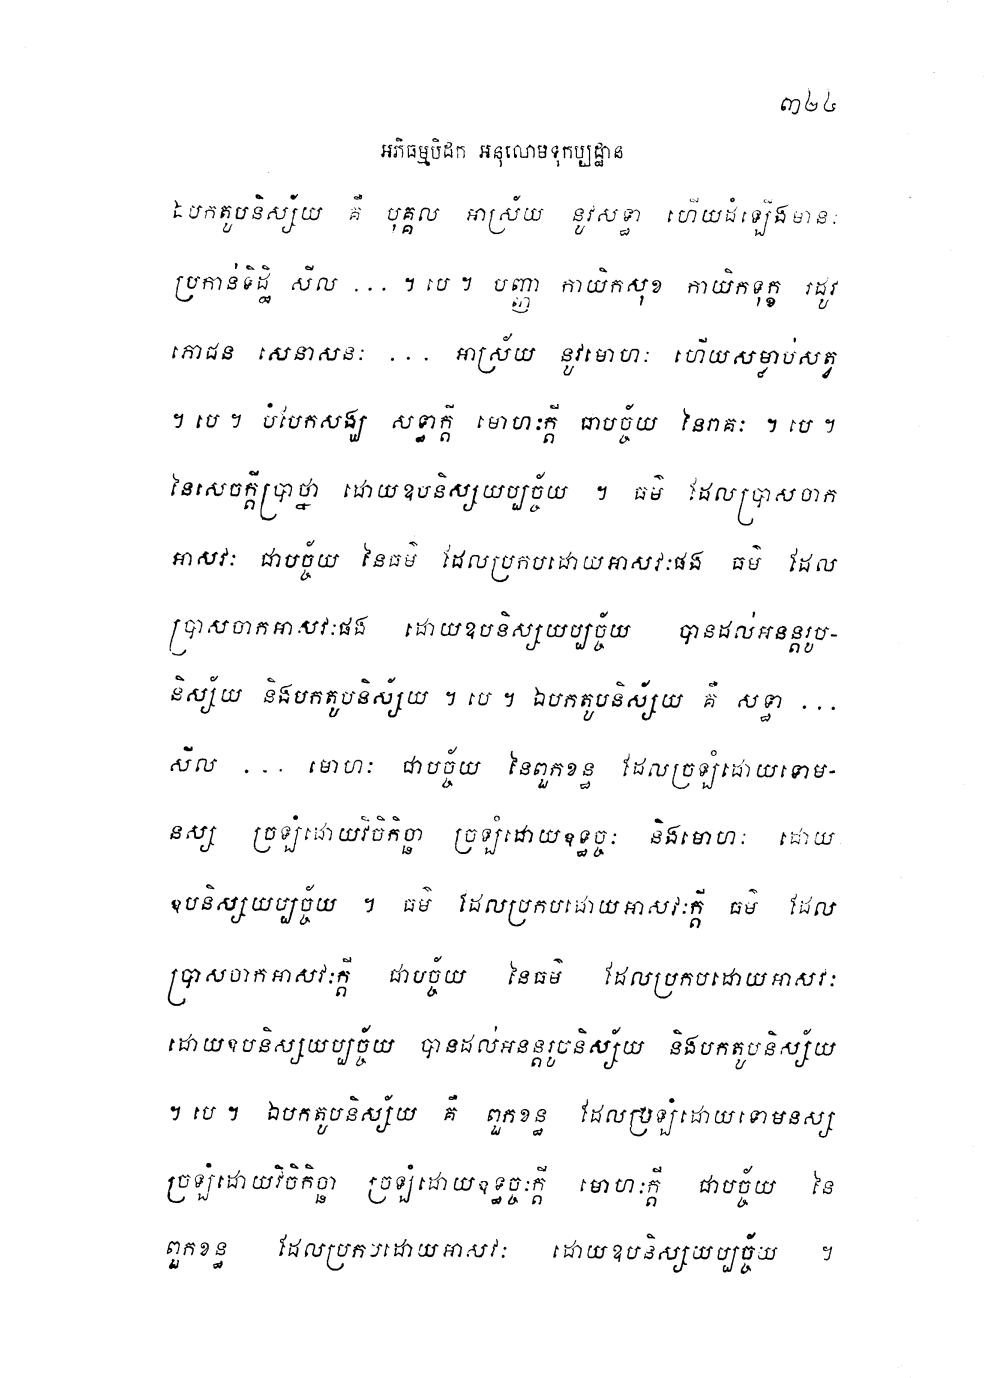 ៣២៤
អភិធម្មបិដក អនុលោមទុកប្បដ្ឋាន
ឯបកតូបនិស្ស័យ គឺ បុគ្គល អាស្រ័យ នូវសទ្ធា ហើយដំឡើងមានៈ
ប្រកាន់ទិដ្ឋិ សីល ... ។ បេ ។ បញ្ញា កាយិកសុខ កាយិកទុក្ខ រដូវ
ភោជន សេនាសនៈ ... អាស្រ័យ នូវមោហៈ ហើយសម្លាប់សត្វ
។ បេ ។ បំបែកសង្ឃ សទ្ធាក្ដី មោហៈក្ដី ជាបច្ច័យ នៃរាគៈ ។ បេ ។
នៃសេចក្ដីប្រាថ្នា ដោយឧបនិស្សយប្បច្ច័យ ។ ធម៌ ដែលប្រាសចាក
អាសវៈ ជាបច្ច័យ នៃធម៌ ដែលប្រកបដោយអាសវៈផង ធម៌ ដែល
ប្រាសចាកអាសវៈផង ដោយឧបនិស្សយប្បច្ច័យ បានដល់អនន្តរូប-
និស្ស័យ និងបកតូបនិស្ស័យ ។ បេ ។ ឯបកតូបនិស្ស័យ គឺ សទ្ធា ...
សីល ... មោហៈ ជាបច្ច័យ នៃពួកខន្ធ ដែលច្រឡំដោយទោម-
នស្ស ច្រឡំដោយវិចិកិច្ឆា ច្រឡំដោយឧទ្ធច្ចៈ និងមោហៈ ដោយ
ឧបនិស្សយប្បច្ច័យ ។ ធម៌ ដែលប្រកបដោយអាសវៈក្ដី ធម៌ ដែល
ប្រាសចាកអាសវៈក្ដី ជាបច្ច័យ នៃធម៌ ដែលប្រកបដោយអាសវៈ
ដោយឧបនិស្សយប្បច្ច័យ បានដល់អនន្តរូបនិស្ស័យ និងបកតូបនិស្ស័យ
។ បេ ។ ឯបកតូបនិស្ស័យ គឺ ពួកខន្ធ ដែលច្រឡំដោយទោមនស្ស
ច្រឡំដោយវិចិកិច្ឆា ច្រឡំដោយឧទ្ធច្ចៈក្ដី មោហៈក្ដី ជាបច្ច័យ នៃ
ពួកខន្ធ ដែលប្រកបដោយអាសវៈ ដោយឧបនិស្សយប្បច្ច័យ ។